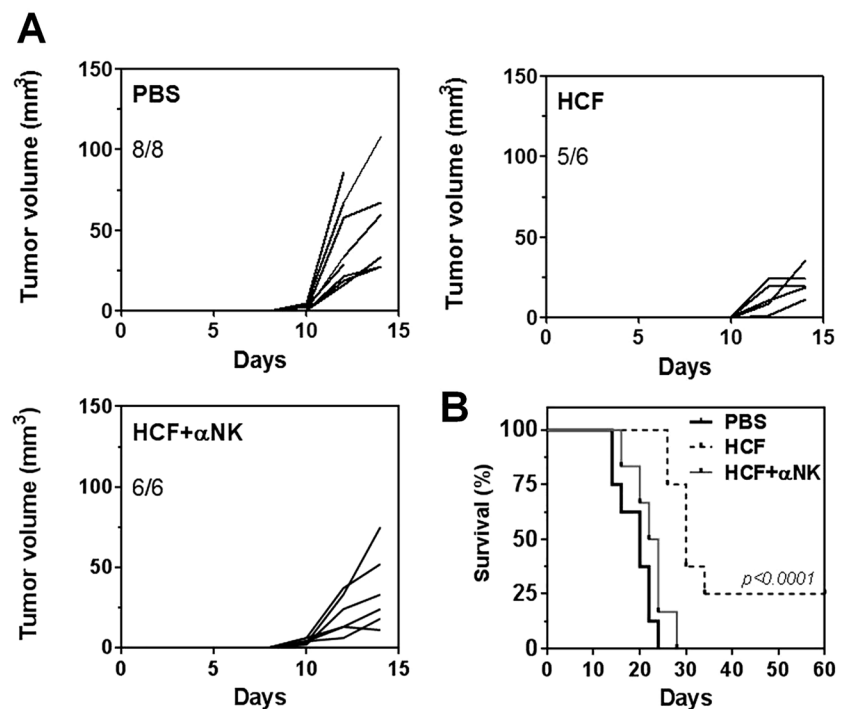 A
Tumor volume (mm³)
150
100
50
0
PBS
8/8
0 5 10 15
Days
Tumor volume (mm³)
150
100
50
0
HCF
5/6
0 5 10 15
Days
Tumor volume (mm³)
150
100
50
0
HCF+αNK
6/6
0 5 10 15
Days
B
Survival (%)
100
75
50
25
0
PBS
HCF
HCF+αNK
p<0.0001
0 10 20 30 40 50 60
Days